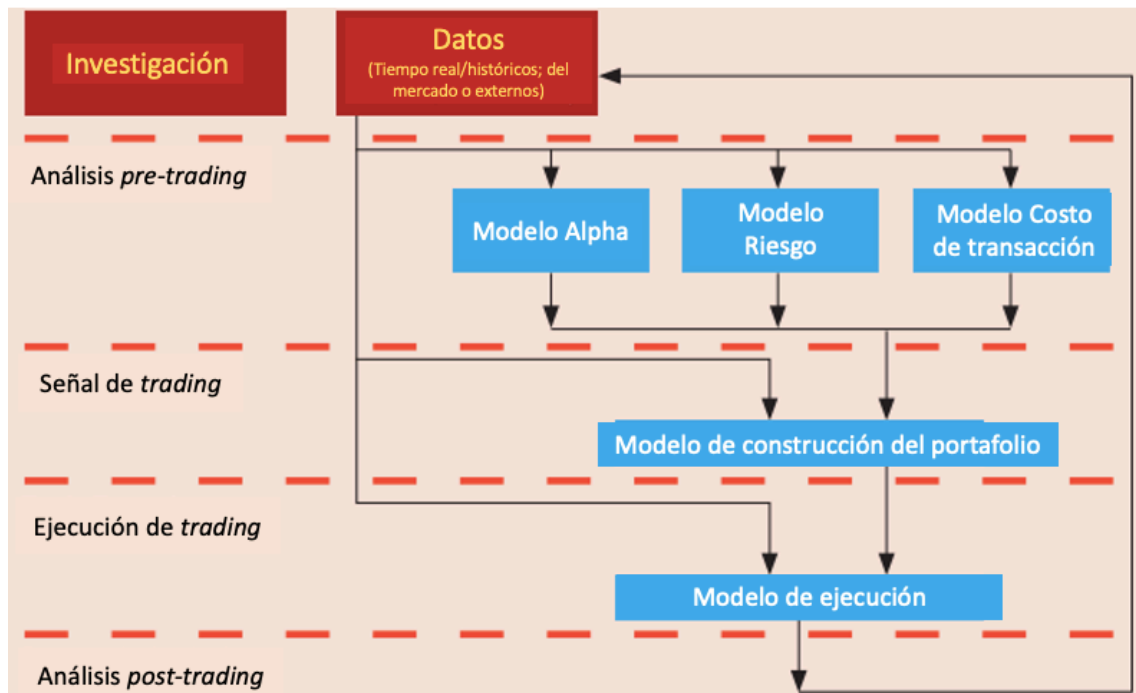 Investigación
Datos
(Tiempo real/históricos; del
mercado o externos)
Análisis pre-trading
Modelo Alpha
Modelo
Riesgo
Modelo Costo
de transacción
Señal de trading
Modelo de construcción del portafolio
Ejecución de trading
Modelo de ejecución
Análisis post-trading